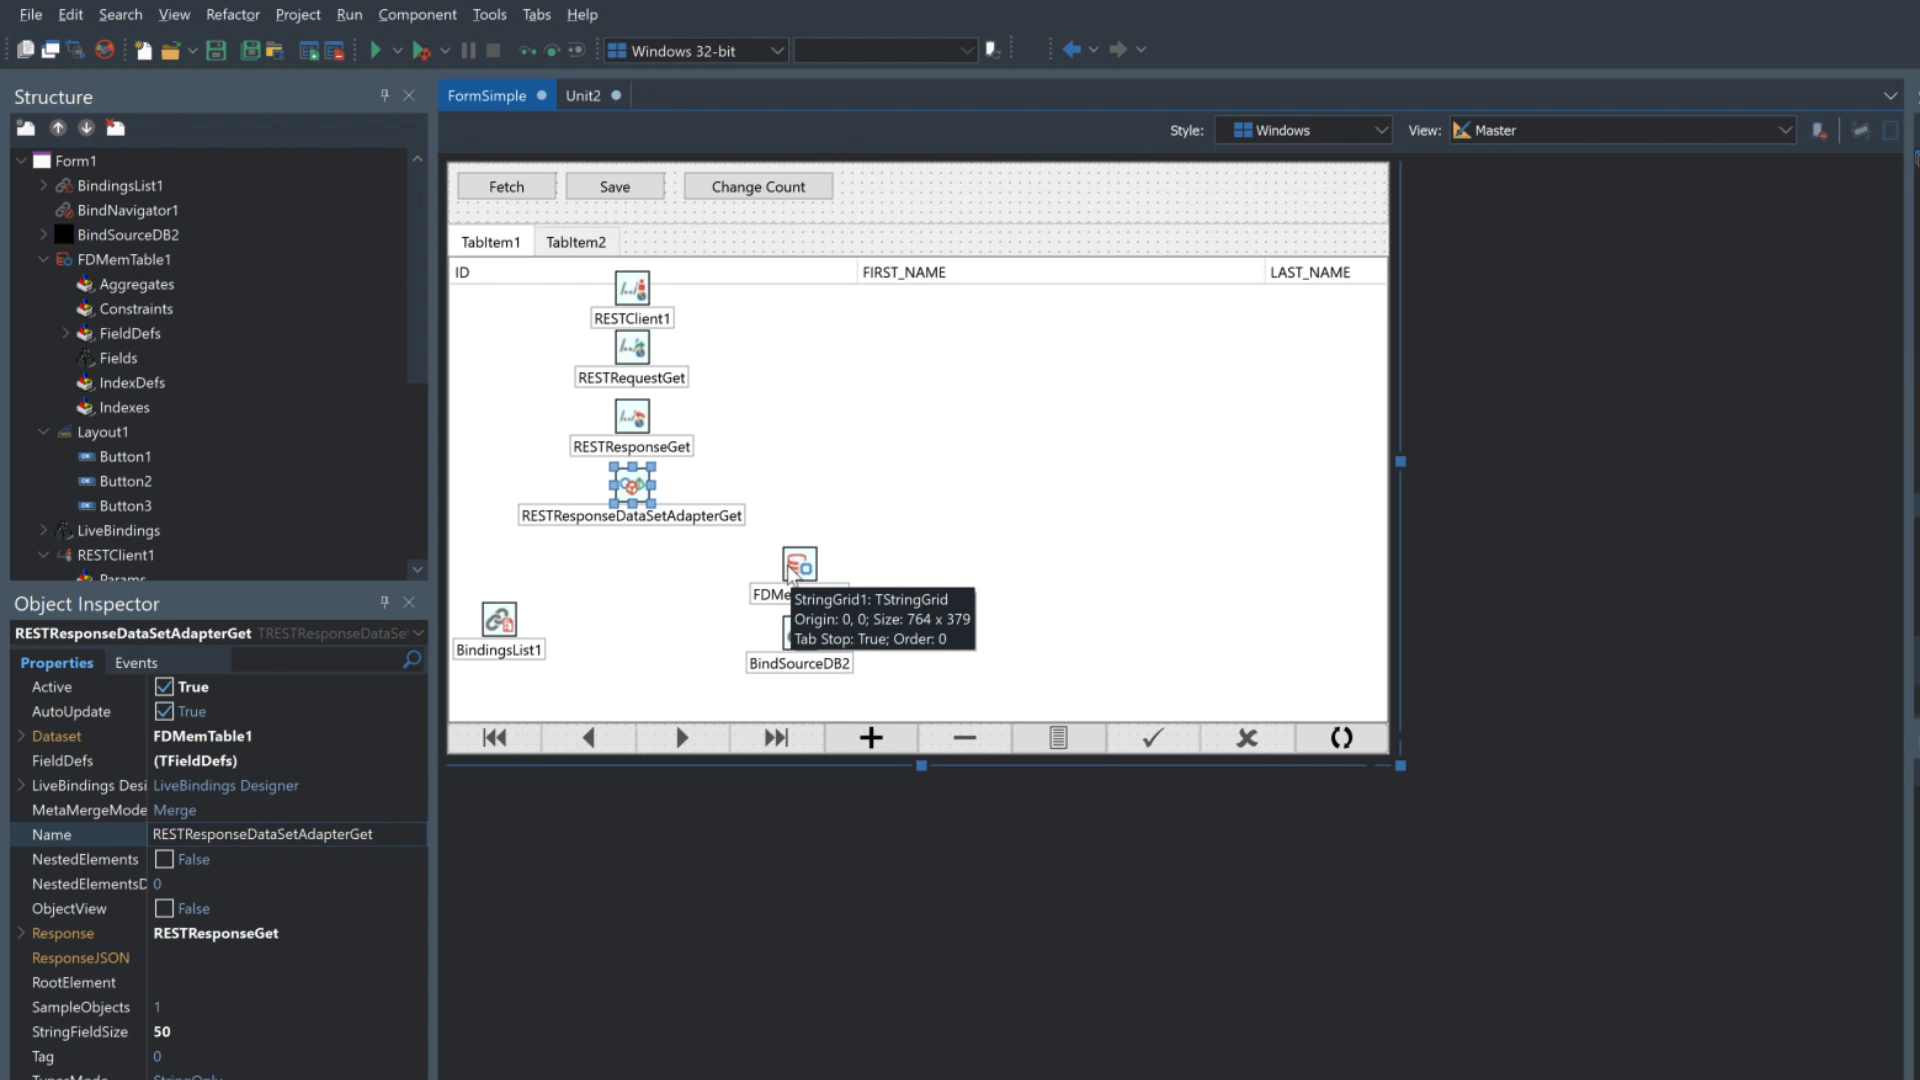 File Edit Search View Refactor Project Run Component Tools Tabs Help
Windows 32-bit
Structure
FormSimple
Unit2
Style: Windows View: Master
Form1
BindingsList1
BindNavigator1
BindSourceDB2
FDMemTable1
Aggregates
Constraints
FieldDefs
Fields
IndexDefs
Indexes
Layout1
Button1
Button2
Button3
LiveBindings
RESTClient1
Params
Fetch Save Change Count
TabItem1 TabItem2
ID FIRST_NAME LAST_NAME
RESTClient1
RESTRequestGet
RESTResponseGet
RESTResponseDataSetAdapterGet
FDMe
StringGrid1: TStringGrid
Origin: 0, 0; Size: 764 x 379
Tab Stop: True; Order: 0
BindingsList1
BindSourceDB2
Object Inspector
RESTResponseDataSetAdapterGet TRESTResponseDataSe
Properties Events
Active True
AutoUpdate True
Dataset FDMemTable1
FieldDefs (TFieldDefs)
LiveBindings Desi LiveBindings Designer
MetaMergeMode Merge
Name RESTResponseDataSetAdapterGet
NestedElements False
NestedElementsD 0
ObjectView False
Response RESTResponseGet
ResponseJSON
RootElement
SampleObjects 1
StringFieldSize 50
Tag 0
TypesMode StringOnly